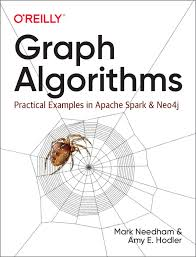 O'REILLY®
Graph
Algorithms
Practical Examples in Apache Spark & Neo4j
Mark Needham &
Amy E. Hodler